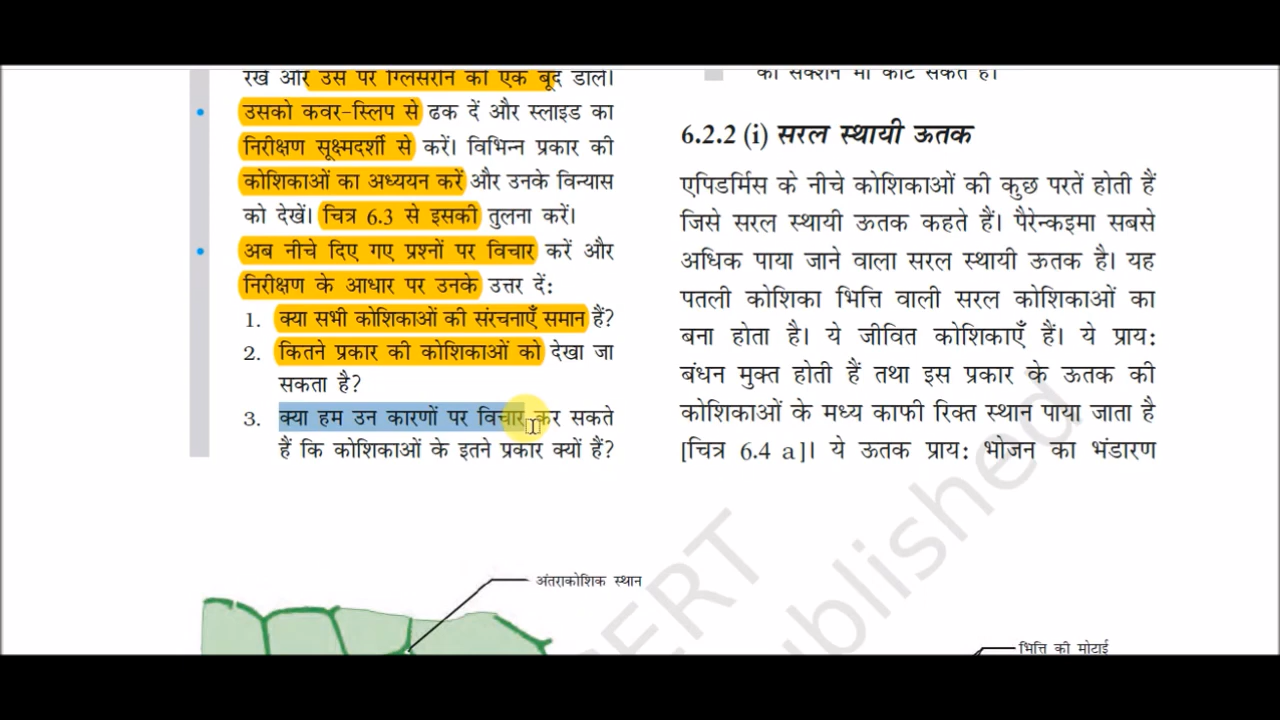 रखें और उस पर ग्लिसरीन की एक बूँद डालें।
उसको कवर-स्लिप से ढक दें और स्लाइड का
निरीक्षण सूक्ष्मदर्शी से करें। विभिन्न प्रकार की
कोशिकाओं का अध्ययन करें और उनके विन्यास
को देखें। चित्र 6.3 से इसकी तुलना करें।
अब नीचे दिए गए प्रश्नों पर विचार करें और
निरीक्षण के आधार पर उनके उत्तर दें:
1. क्या सभी कोशिकाओं की संरचनाएँ समान हैं?
2. कितने प्रकार की कोशिकाओं को देखा जा
सकता है?
3. क्या हम उन कारणों पर विचार कर सकते
हैं कि कोशिकाओं के इतने प्रकार क्यों हैं?
का सेक्शन भी काट सकते हैं।
6.2.2 (i) सरल स्थायी ऊतक
एपिडर्मिस के नीचे कोशिकाओं की कुछ परतें होती हैं
जिसे सरल स्थायी ऊतक कहते हैं। पैरेन्काइमा सबसे
अधिक पाया जाने वाला सरल स्थायी ऊतक है। यह
पतली कोशिका भित्ति वाली सरल कोशिकाओं का
बना होता है। ये जीवित कोशिकाएँ हैं। ये प्राय:
बंधन मुक्त होती हैं तथा इस प्रकार के ऊतक की
कोशिकाओं के मध्य काफी रिक्त स्थान पाया जाता है
[चित्र 6.4 a]। ये ऊतक प्राय: भोजन का भंडारण
अंतराकोशिक स्थान
भित्ति की मोटाई